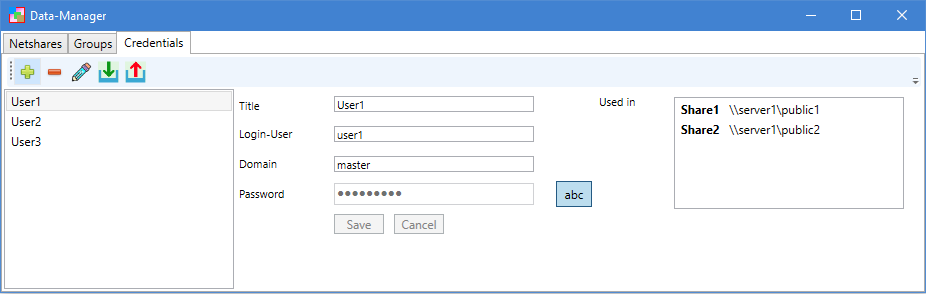 Data-Manager
Netshares Groups Credentials
User1
User2
User3
Title User1
Login-User user1
Domain master
Password ●●●●●●●●● abc
Save Cancel
Used in
Share1 \\server1\public1
Share2 \\server1\public2